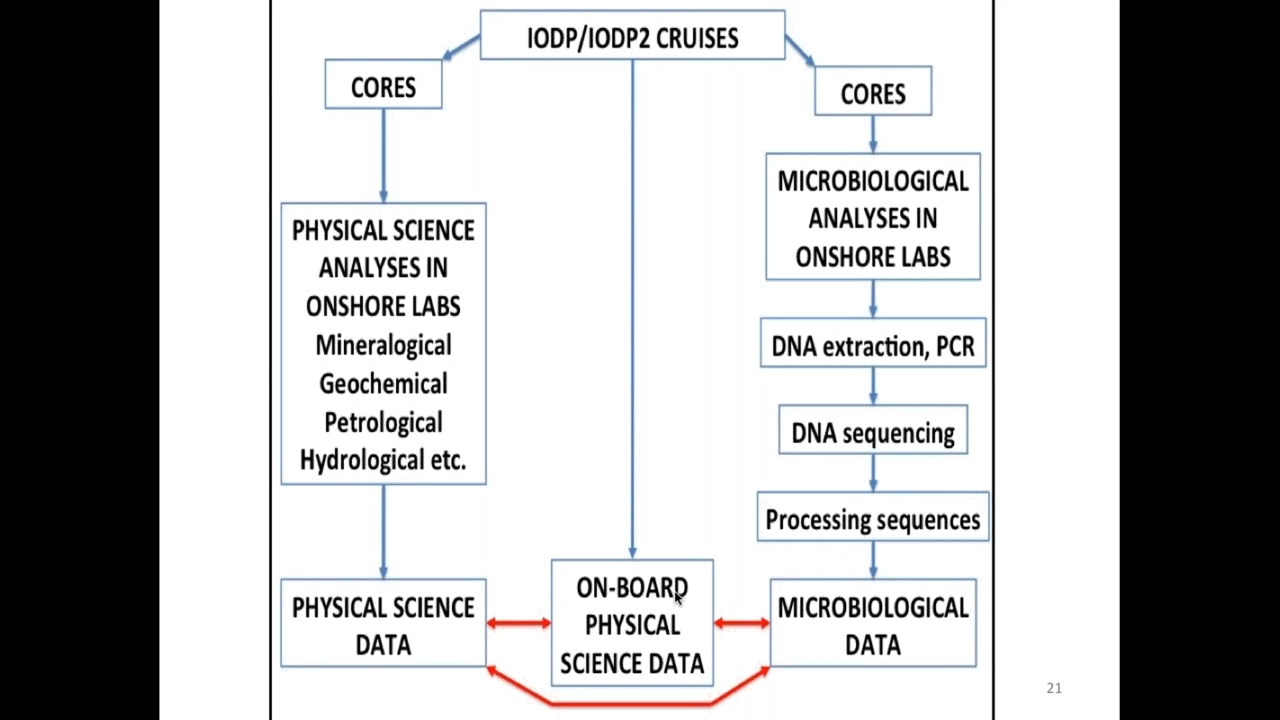 IODP/IODP2 CRUISES
CORES
PHYSICAL SCIENCE
ANALYSES IN
ONSHORE LABS
Mineralogical
Geochemical
Petrological
Hydrological etc.
PHYSICAL SCIENCE
DATA
ON-BOARD
PHYSICAL
SCIENCE DATA
CORES
MICROBIOLOGICAL
ANALYSES IN
ONSHORE LABS
DNA extraction, PCR
DNA sequencing
Processing sequences
MICROBIOLOGICAL
DATA
21